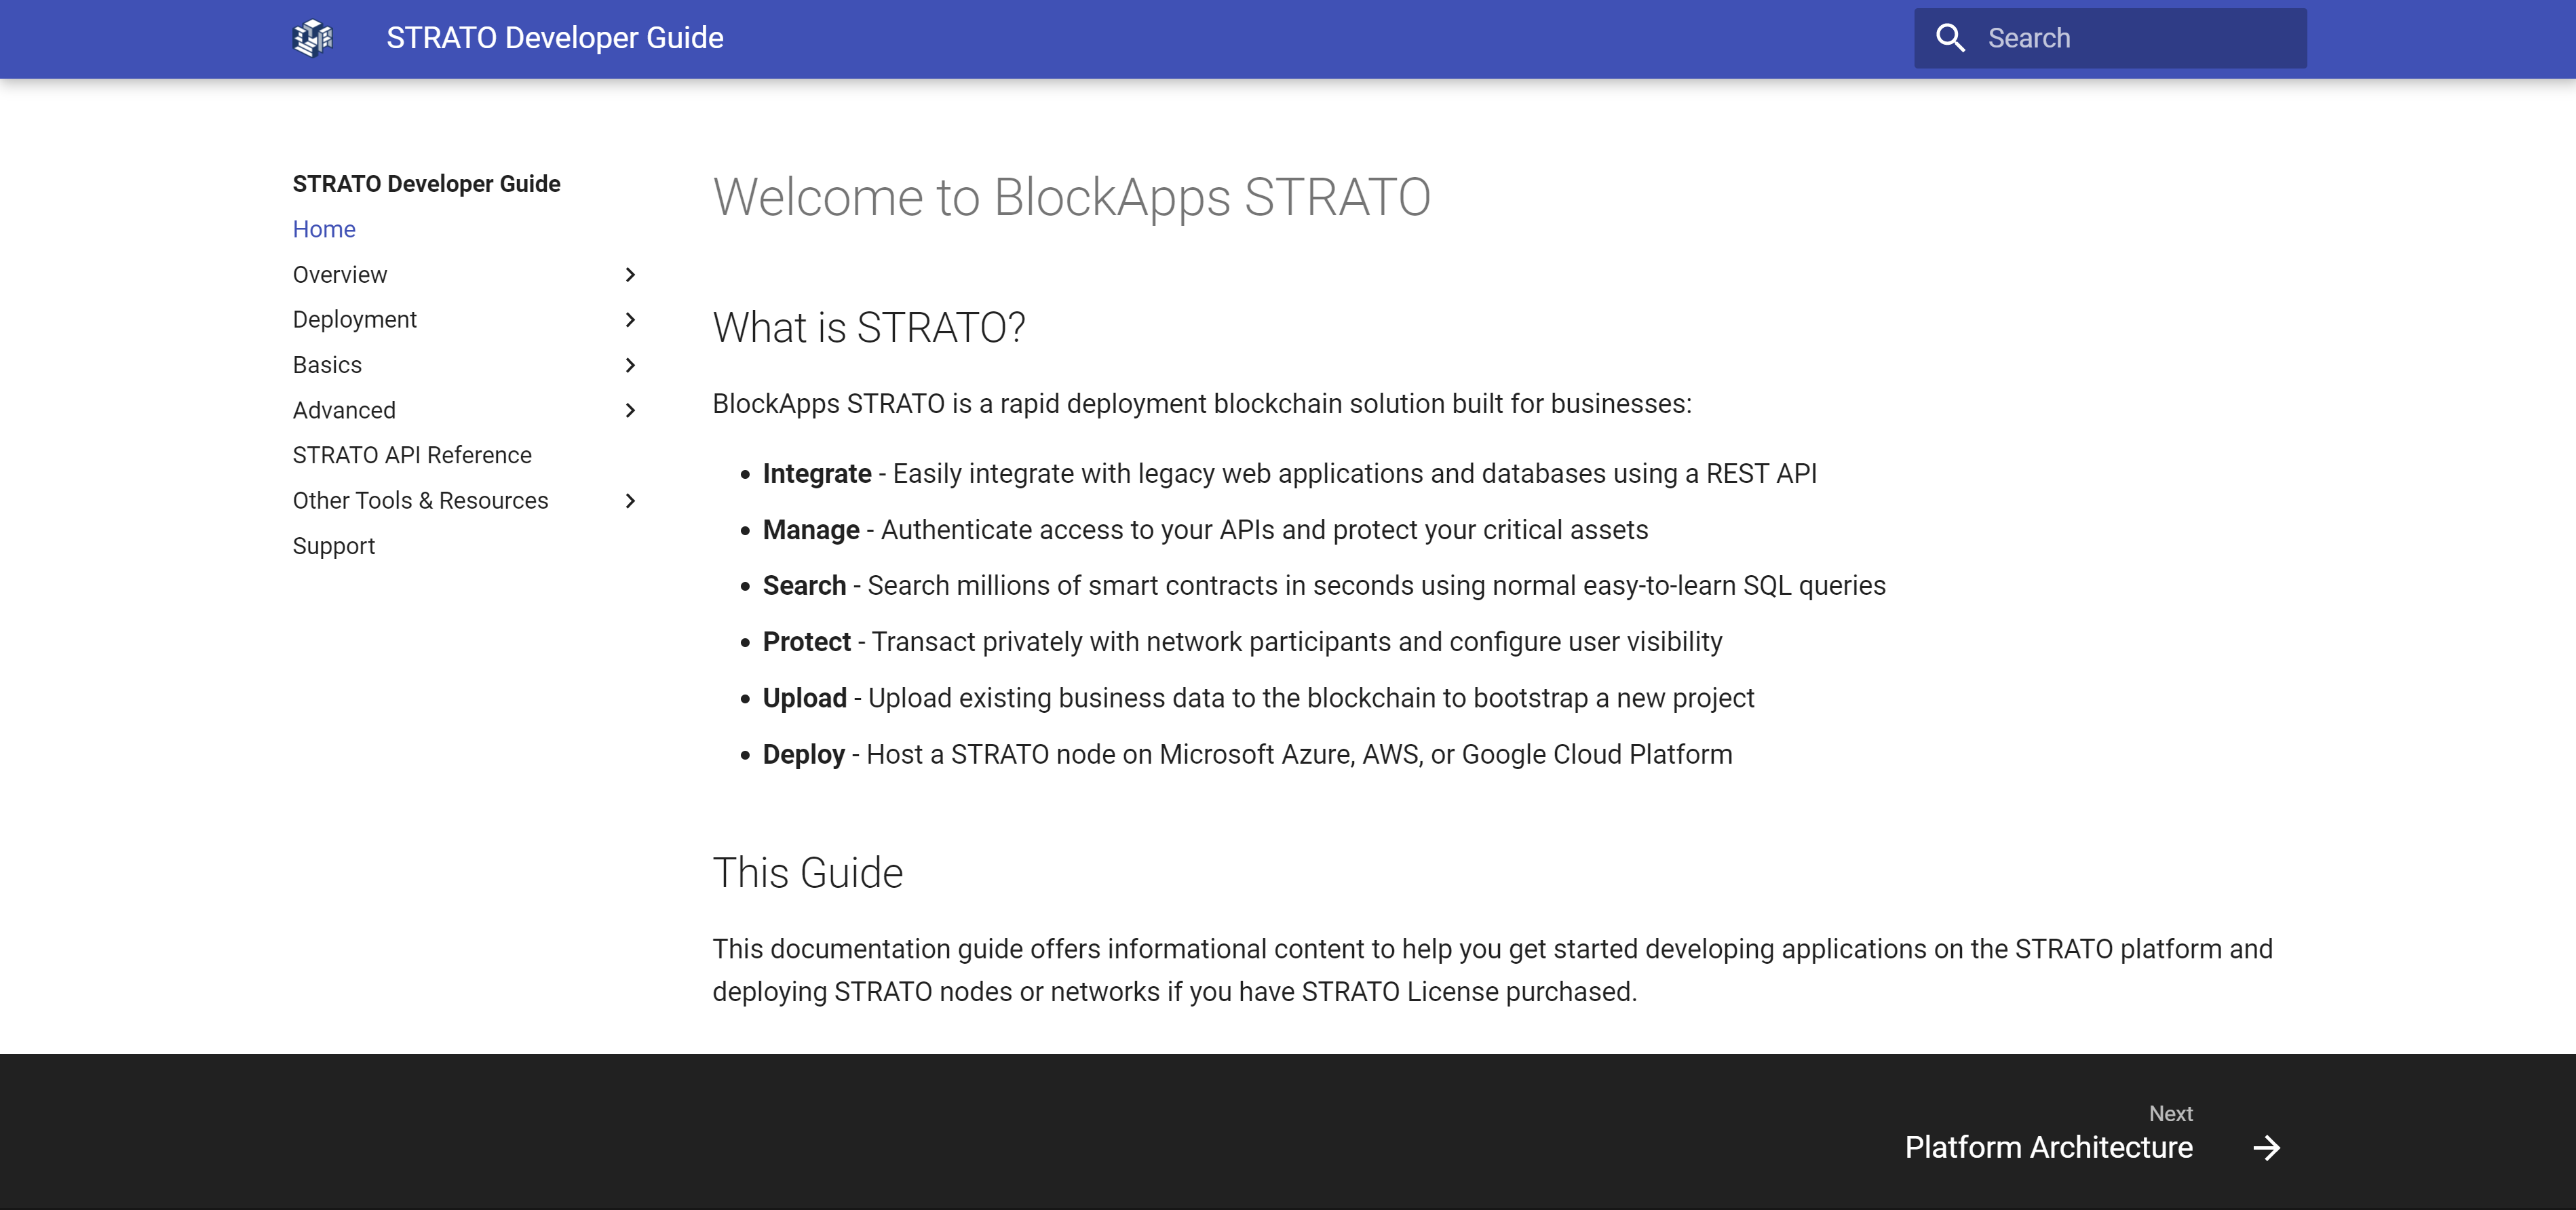 STRATO Developer Guide
Search
STRATO Developer Guide
Home
Overview
Deployment
Basics
Advanced
STRATO API Reference
Other Tools & Resources
Support
Welcome to BlockApps STRATO
What is STRATO?
BlockApps STRATO is a rapid deployment blockchain solution built for businesses:
• Integrate - Easily integrate with legacy web applications and databases using a REST API
• Manage - Authenticate access to your APIs and protect your critical assets
• Search - Search millions of smart contracts in seconds using normal easy-to-learn SQL queries
• Protect - Transact privately with network participants and configure user visibility
• Upload - Upload existing business data to the blockchain to bootstrap a new project
• Deploy - Host a STRATO node on Microsoft Azure, AWS, or Google Cloud Platform
This Guide
This documentation guide offers informational content to help you get started developing applications on the STRATO platform and
deploying STRATO nodes or networks if you have STRATO License purchased.
Next
Platform Architecture